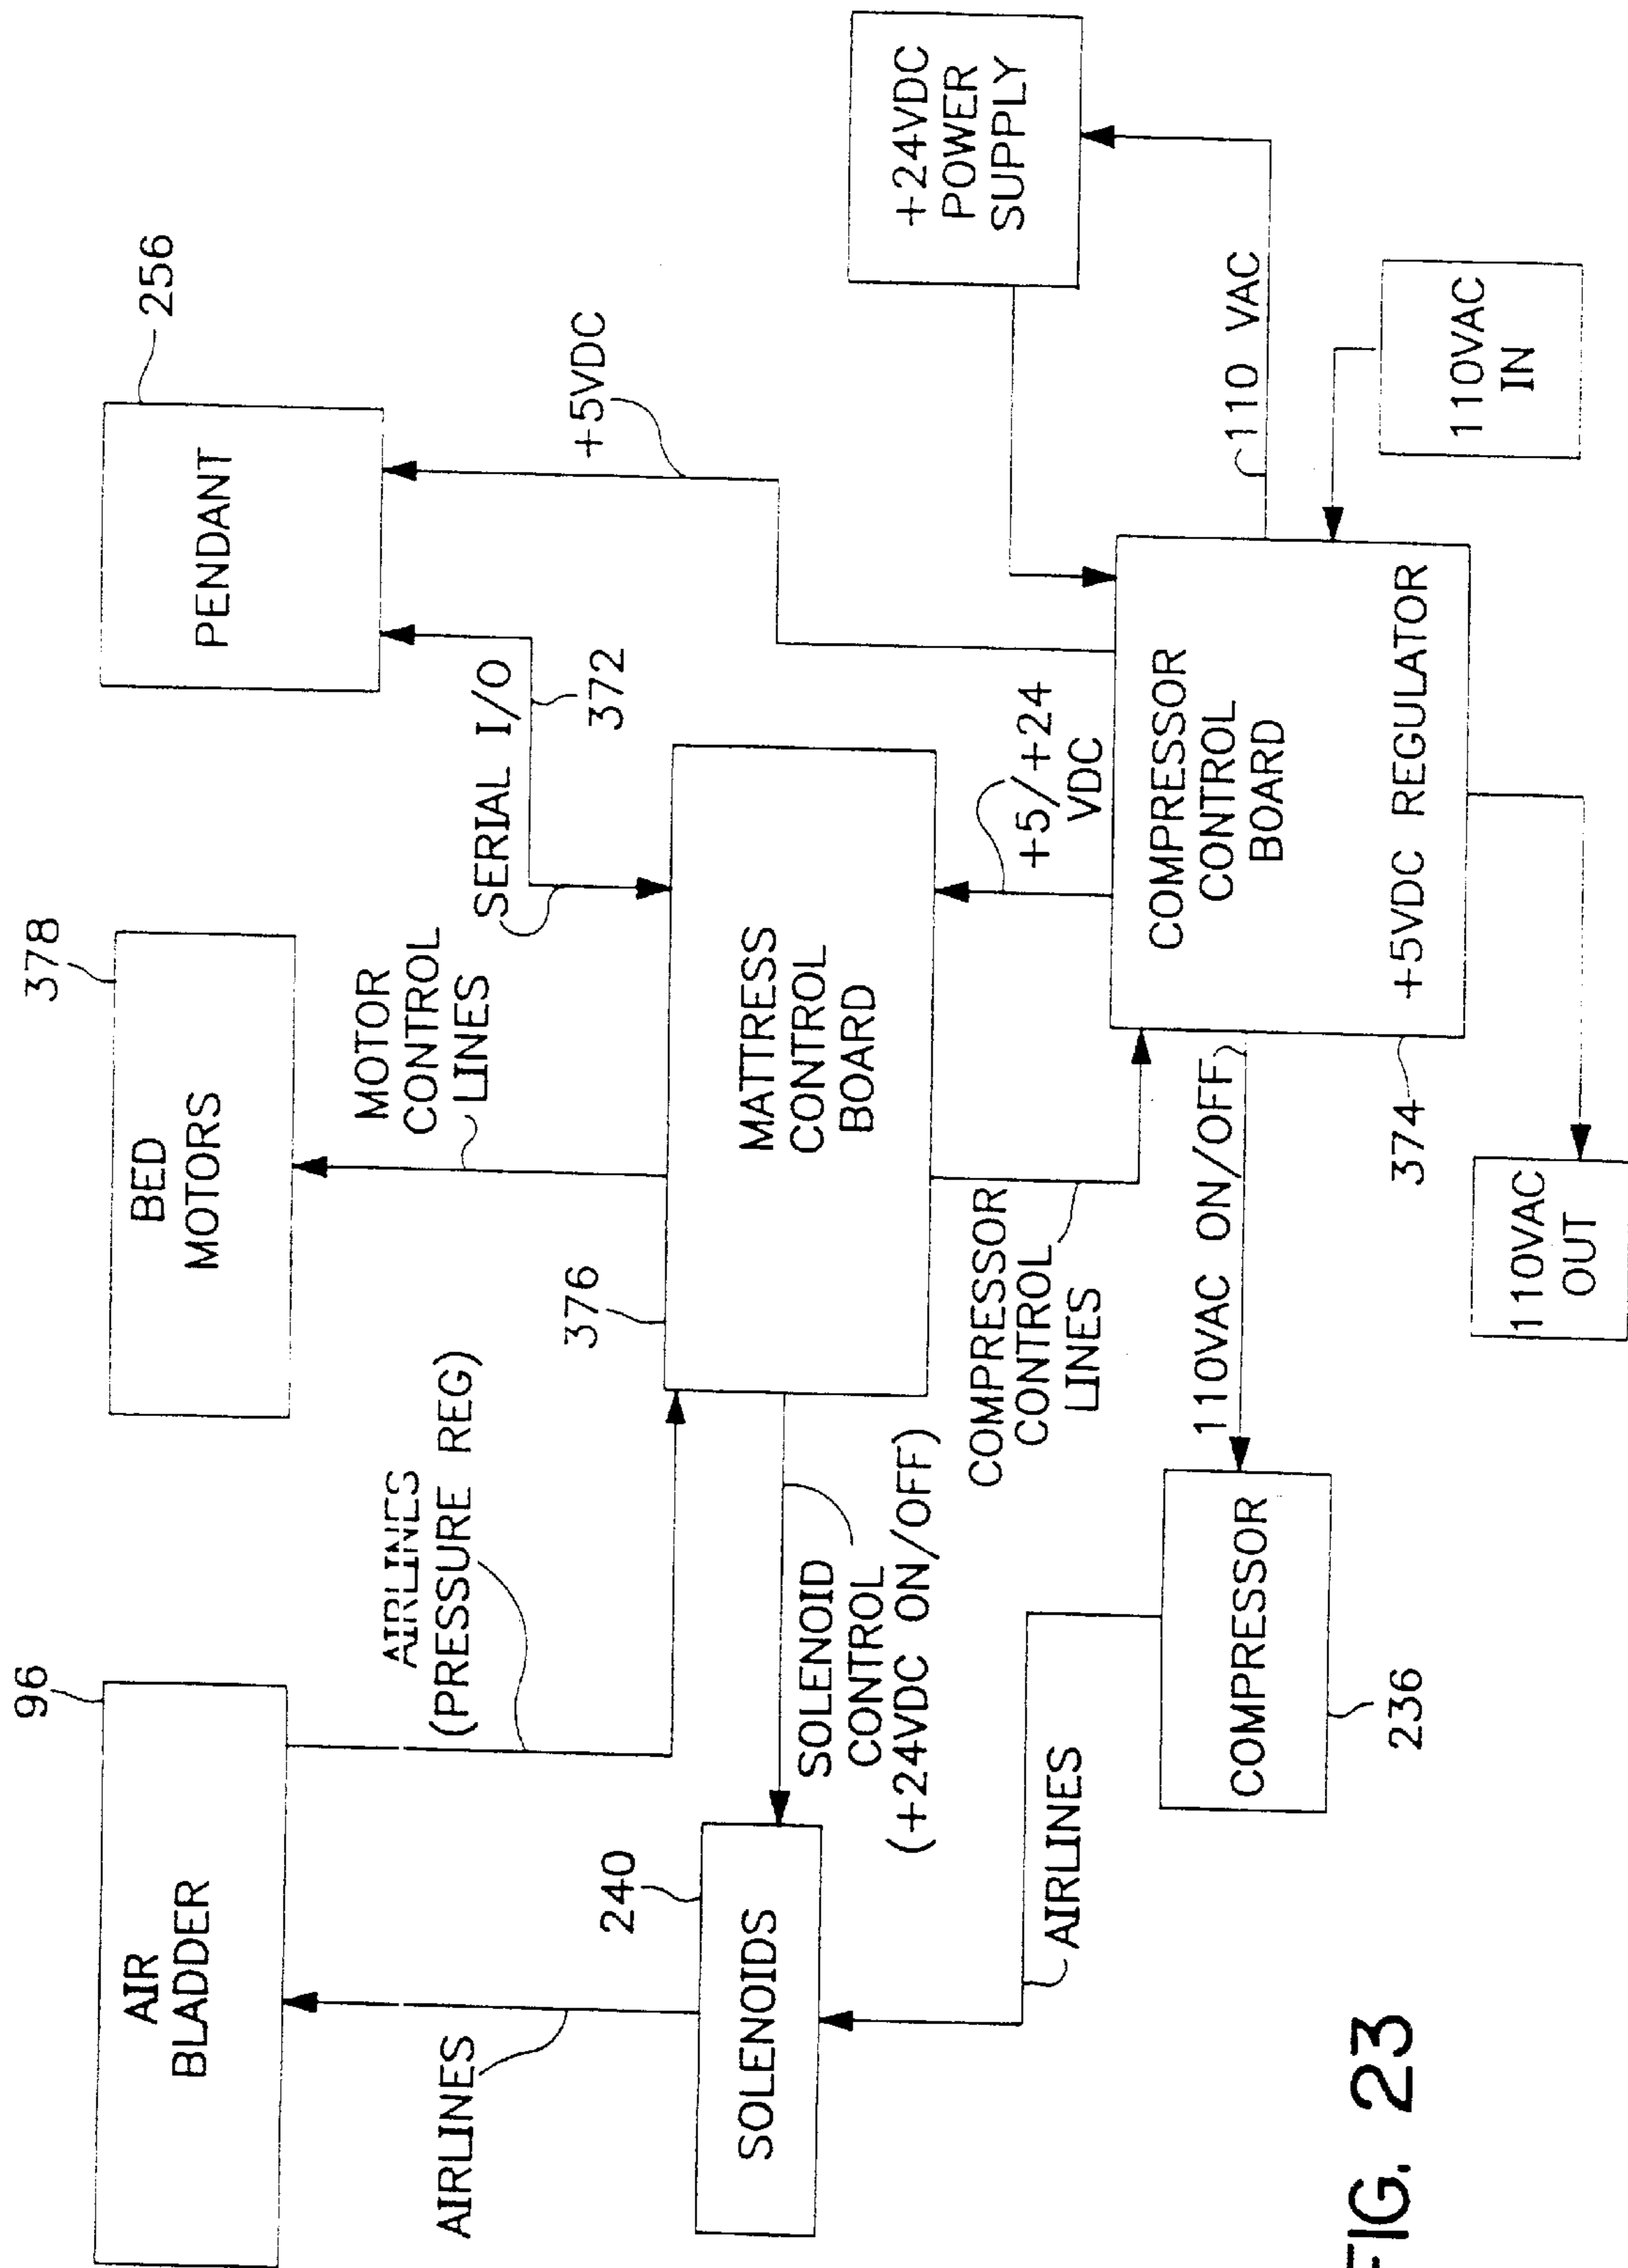 96
AIR
BLADDER
378
BED
MOTORS
256
PENDANT
AIRLINES
AIRLINES
(PRESSURE REG)
MOTOR
CONTROL
LINES
SERIAL I/O
372
+5VDC
240
SOLENOIDS
376
MATTRESS
CONTROL
BOARD
+24VDC
POWER
SUPPLY
SOLENOID
CONTROL
(+24VDC ON/OFF)
COMPRESSOR
CONTROL
LINES
+5/+24
VDC
AIRLINES
COMPRESSOR
236
110VAC ON/OFF
COMPRESSOR
CONTROL
BOARD
+5VDC REGULATOR
374
110 VAC
110VAC
IN
110VAC
OUT
FIG. 23